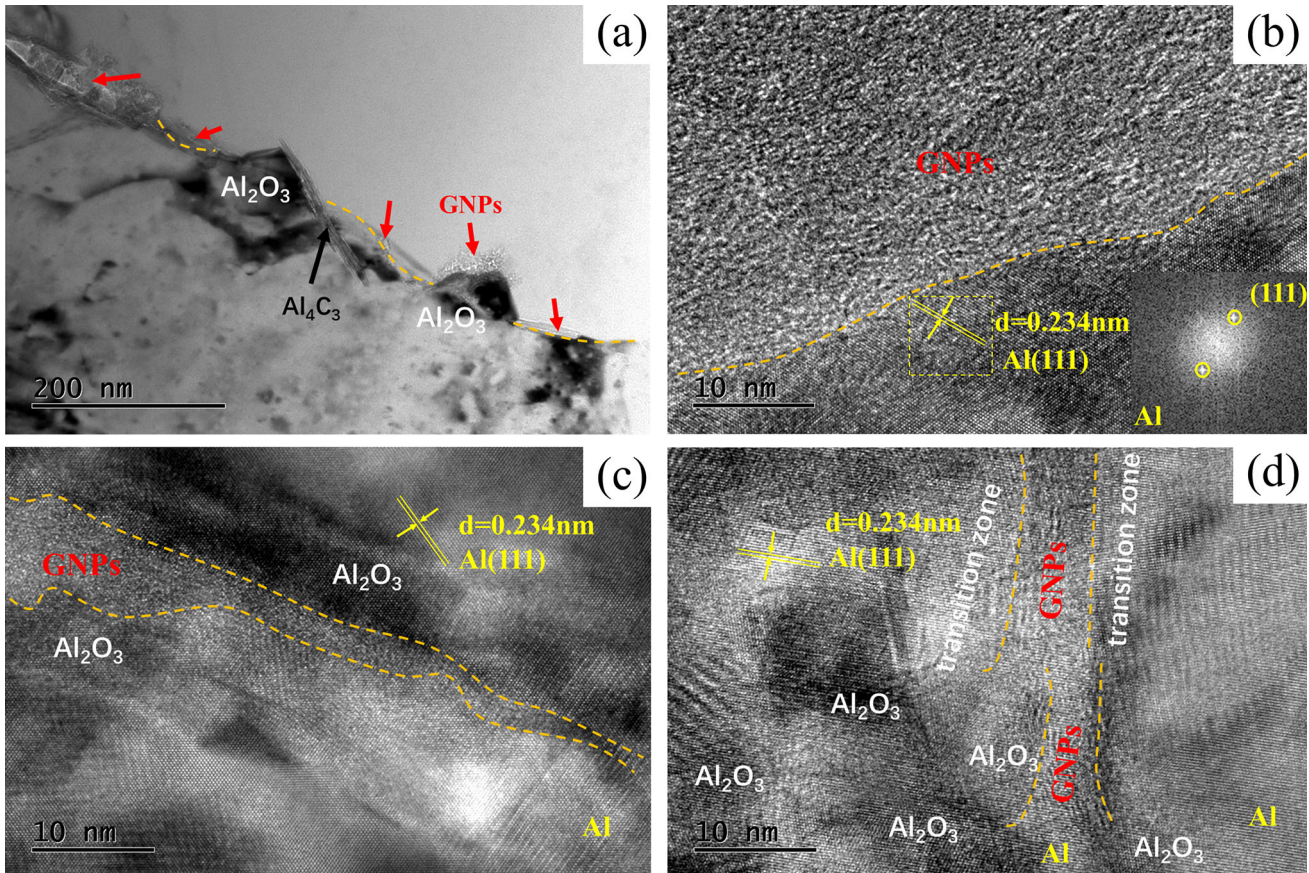 (a)
GNPs
Al₂O₃
Al₄C₃
Al₂O₃
200 nm
(b)
GNPs
(111)
d=0.234nm
Al(111)
10 nm
Al
(c)
d=0.234nm
Al(111)
GNPs
Al₂O₃
Al₂O₃
10 nm
Al
(d)
transition zone
GNPs
transition zone
d=0.234nm
Al(111)
Al₂O₃
Al₂O₃
Al₂O₃
GNPs
Al₂O₃
10 nm
Al
Al₂O₃
Al